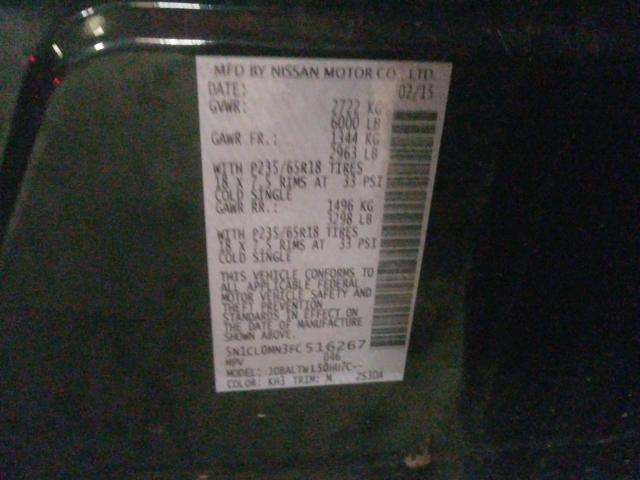 MFD BY NISSAN MOTOR CO., LTD.
DATE: 02/15
GVWR: 2722 KG
6000 LB
GAWR FR.: 1344 KG
2963 LB
WITH P235/65R18 TIRES
18 X 7.5 RIMS AT 33 PSI
COLD SINGLE
GAWR RR.: 1496 KG
3298 LB
WITH P235/65R18 TIRES
18 X 7.5 RIMS AT 33 PSI
COLD SINGLE
THIS VEHICLE CONFORMS TO
ALL APPLICABLE FEDERAL
MOTOR VEHICLE SAFETY AND
THEFT PREVENTION
STANDARDS IN EFFECT ON
THE DATE OF MANUFACTURE
SHOWN ABOVE.
5N1CL0MN3FC516267
MPV 046
MODEL:
COLOR: KH3 TRIM: M 2530A